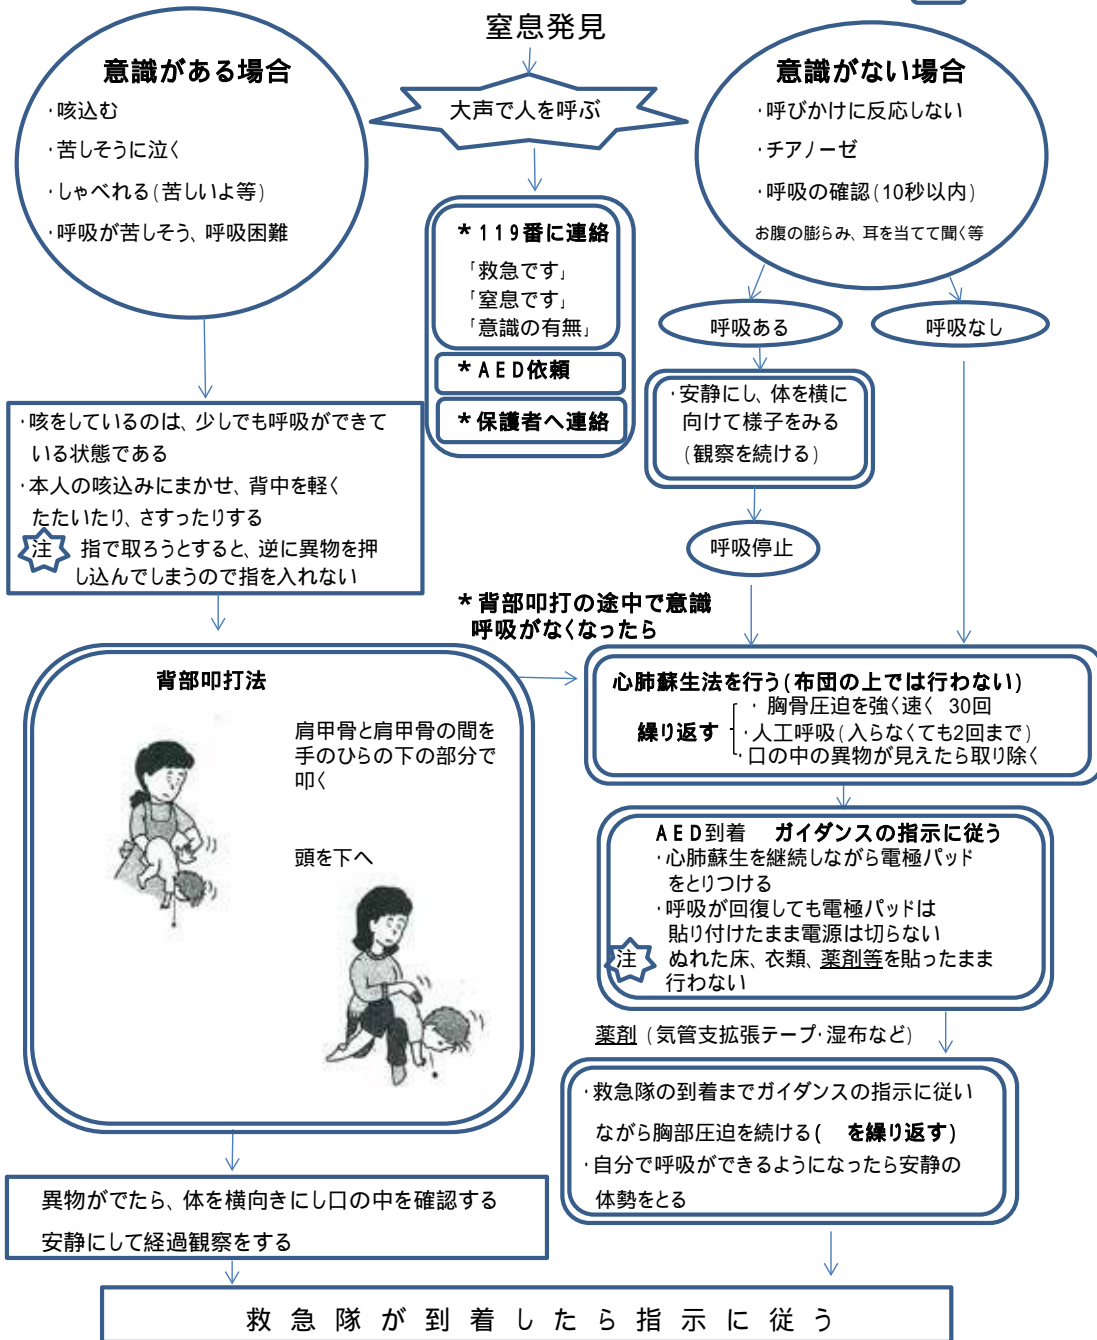 窒息発見
大声で人を呼ぶ
意識がある場合
・咳込む
・苦しそうに泣く
・しゃべれる(苦しいよ等)
・呼吸が苦しそう、呼吸困難
意識がない場合
・呼びかけに反応しない
・チアノーゼ
・呼吸の確認(10秒以内)
お腹の膨らみ、耳を当てて聞く等
*119番に連絡
「救急です」
「窒息です」
「意識の有無」
*AED依頼
*保護者へ連絡
呼吸ある
呼吸なし
・安静にし、体を横に
向けて様子をみる
(観察を続ける)
呼吸停止
・咳をしているのは、少しでも呼吸ができて
いる状態である
・本人の咳込みにまかせ、背中を軽く
たたいたり、さすったりする
注 指で取ろうとすると、逆に異物を押
し込んでしまうので指を入れない
*背部叩打の途中で意識
呼吸がなくなったら
背部叩打法
肩甲骨と肩甲骨の間を
手のひらの下の部分で
叩く
頭を下へ
心肺蘇生法を行う(布団の上では行わない)
・胸骨圧迫を強く速く 30回
繰り返す ・人工呼吸(入らなくても2回まで)
・口の中の異物が見えたら取り除く
AED到着 ガイダンスの指示に従う
・心肺蘇生を継続しながら電極パッド
をとりつける
・呼吸が回復しても電極パッドは
貼り付けたまま電源は切らない
注 ぬれた床、衣類、薬剤等を貼ったまま
行わない
薬剤 (気管支拡張テープ・湿布など)
・救急隊の到着までガイダンスの指示に従い
ながら胸部圧迫を続ける( を繰り返す)
・自分で呼吸ができるようになったら安静の
体勢をとる
異物がでたら、体を横向きにし口の中を確認する
安静にして経過観察をする
救急隊が到着したら指示に従う